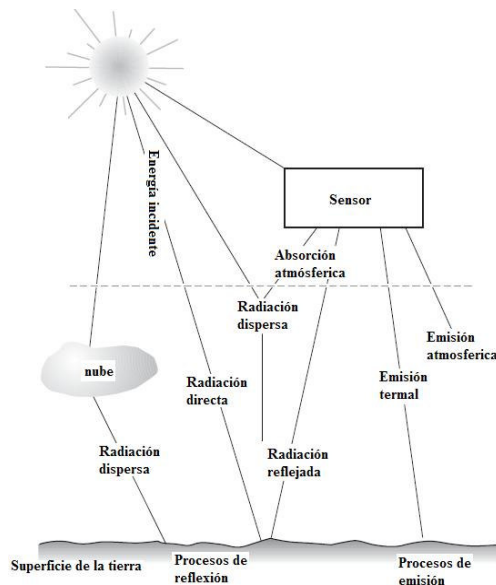 Energía incidente
Sensor
Absorción
atmósferica
Radiación
dispersa
Emisión
atmosferica
nube
Radiación
directa
Emisión
termal
Radiación
dispersa
Radiación
reflejada
Superficie de la tierra
Procesos de
reflexión
Procesos de
emisión